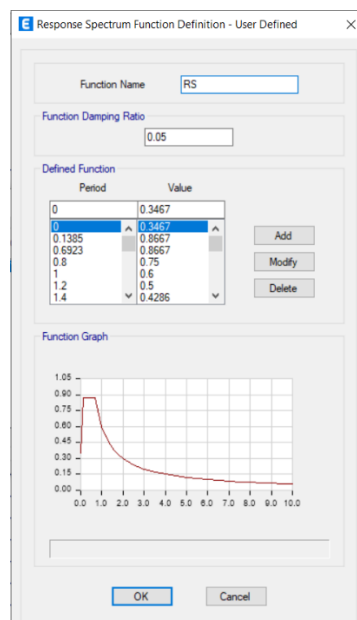 E Response Spectrum Function Definition - User Defined
Function Name RS
Function Damping Ratio
0.05
Defined Function
Period Value
0 0.3467
0 0.3467
0.1385 0.8667
0.6923 0.8667
0.8 0.75
1 0.6
1.2 0.5
1.4 0.4286
Add
Modify
Delete
Function Graph
1.05
0.90
0.75
0.60
0.45
0.30
0.15
0.00
0.0 1.0 2.0 3.0 4.0 5.0 6.0 7.0 8.0 9.0 10.0
OK Cancel